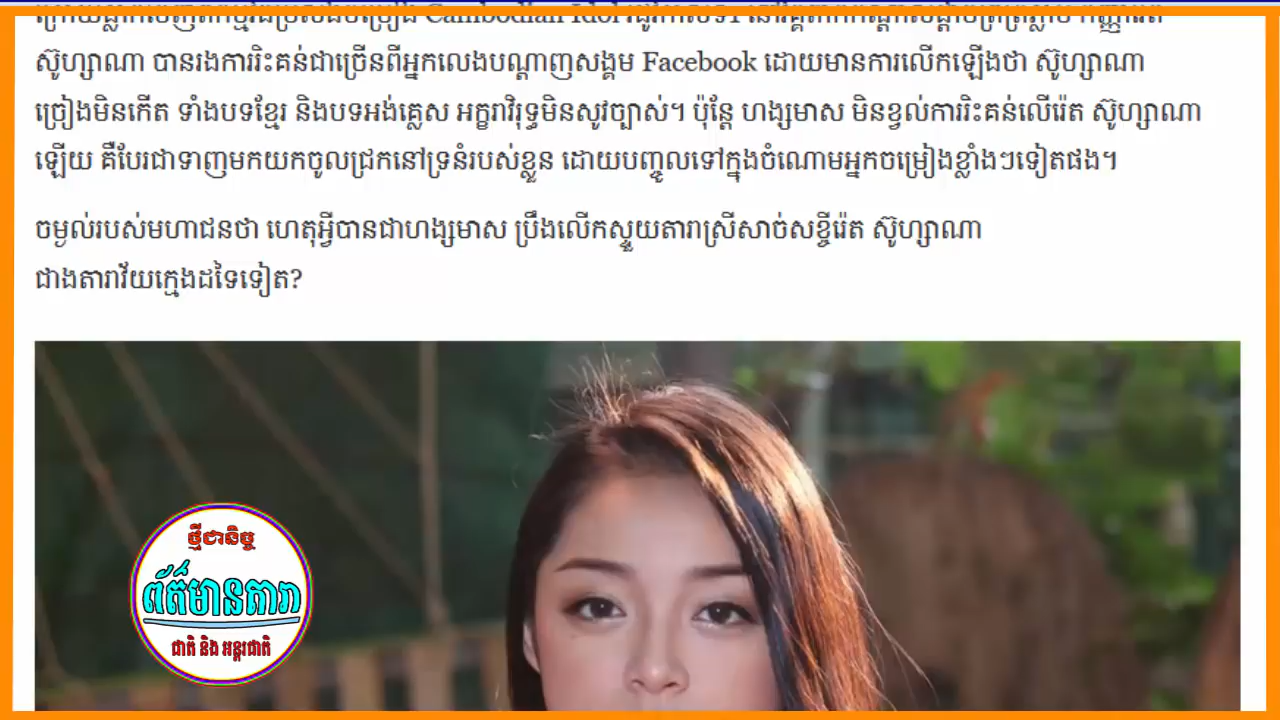 Cambodian Idol
ស៊ូហ្សាណា បានរងការរិះគន់ជាច្រើនពីអ្នកលេងបណ្តាញសង្គម Facebook ដោយមានការលើកឡើងថា ស៊ូហ្សាណា
ច្រៀងមិនកើត ទាំងបទខ្មែរ និងបទអង់គ្លេស អក្ខរាវិរុទ្ធមិនសូវច្បាស់។ ប៉ុន្តែ ហង្សមាស មិនខ្វល់ការរិះគន់លើរ៉េត ស៊ូហ្សាណា
ឡើយ គឺបែរជាទាញមកយកចូលជ្រកនៅទ្រនំរបស់ខ្លួន ដោយបញ្ចូលទៅក្នុងចំណោមអ្នកចម្រៀងខ្លាំងៗទៀតផង។
ចម្ងល់របស់មហាជនថា ហេតុអ្វីបានជាហង្សមាស ប្រឹងលើកស្ទួយតារាស្រីសាច់សខ្ចីរ៉េត ស៊ូហ្សាណា
ជាងតារាវ័យក្មេងដទៃទៀត?
ថ្មីជានិច្ច
ព័ត៌មានតារា
ជាតិ និង អន្តរជាតិ